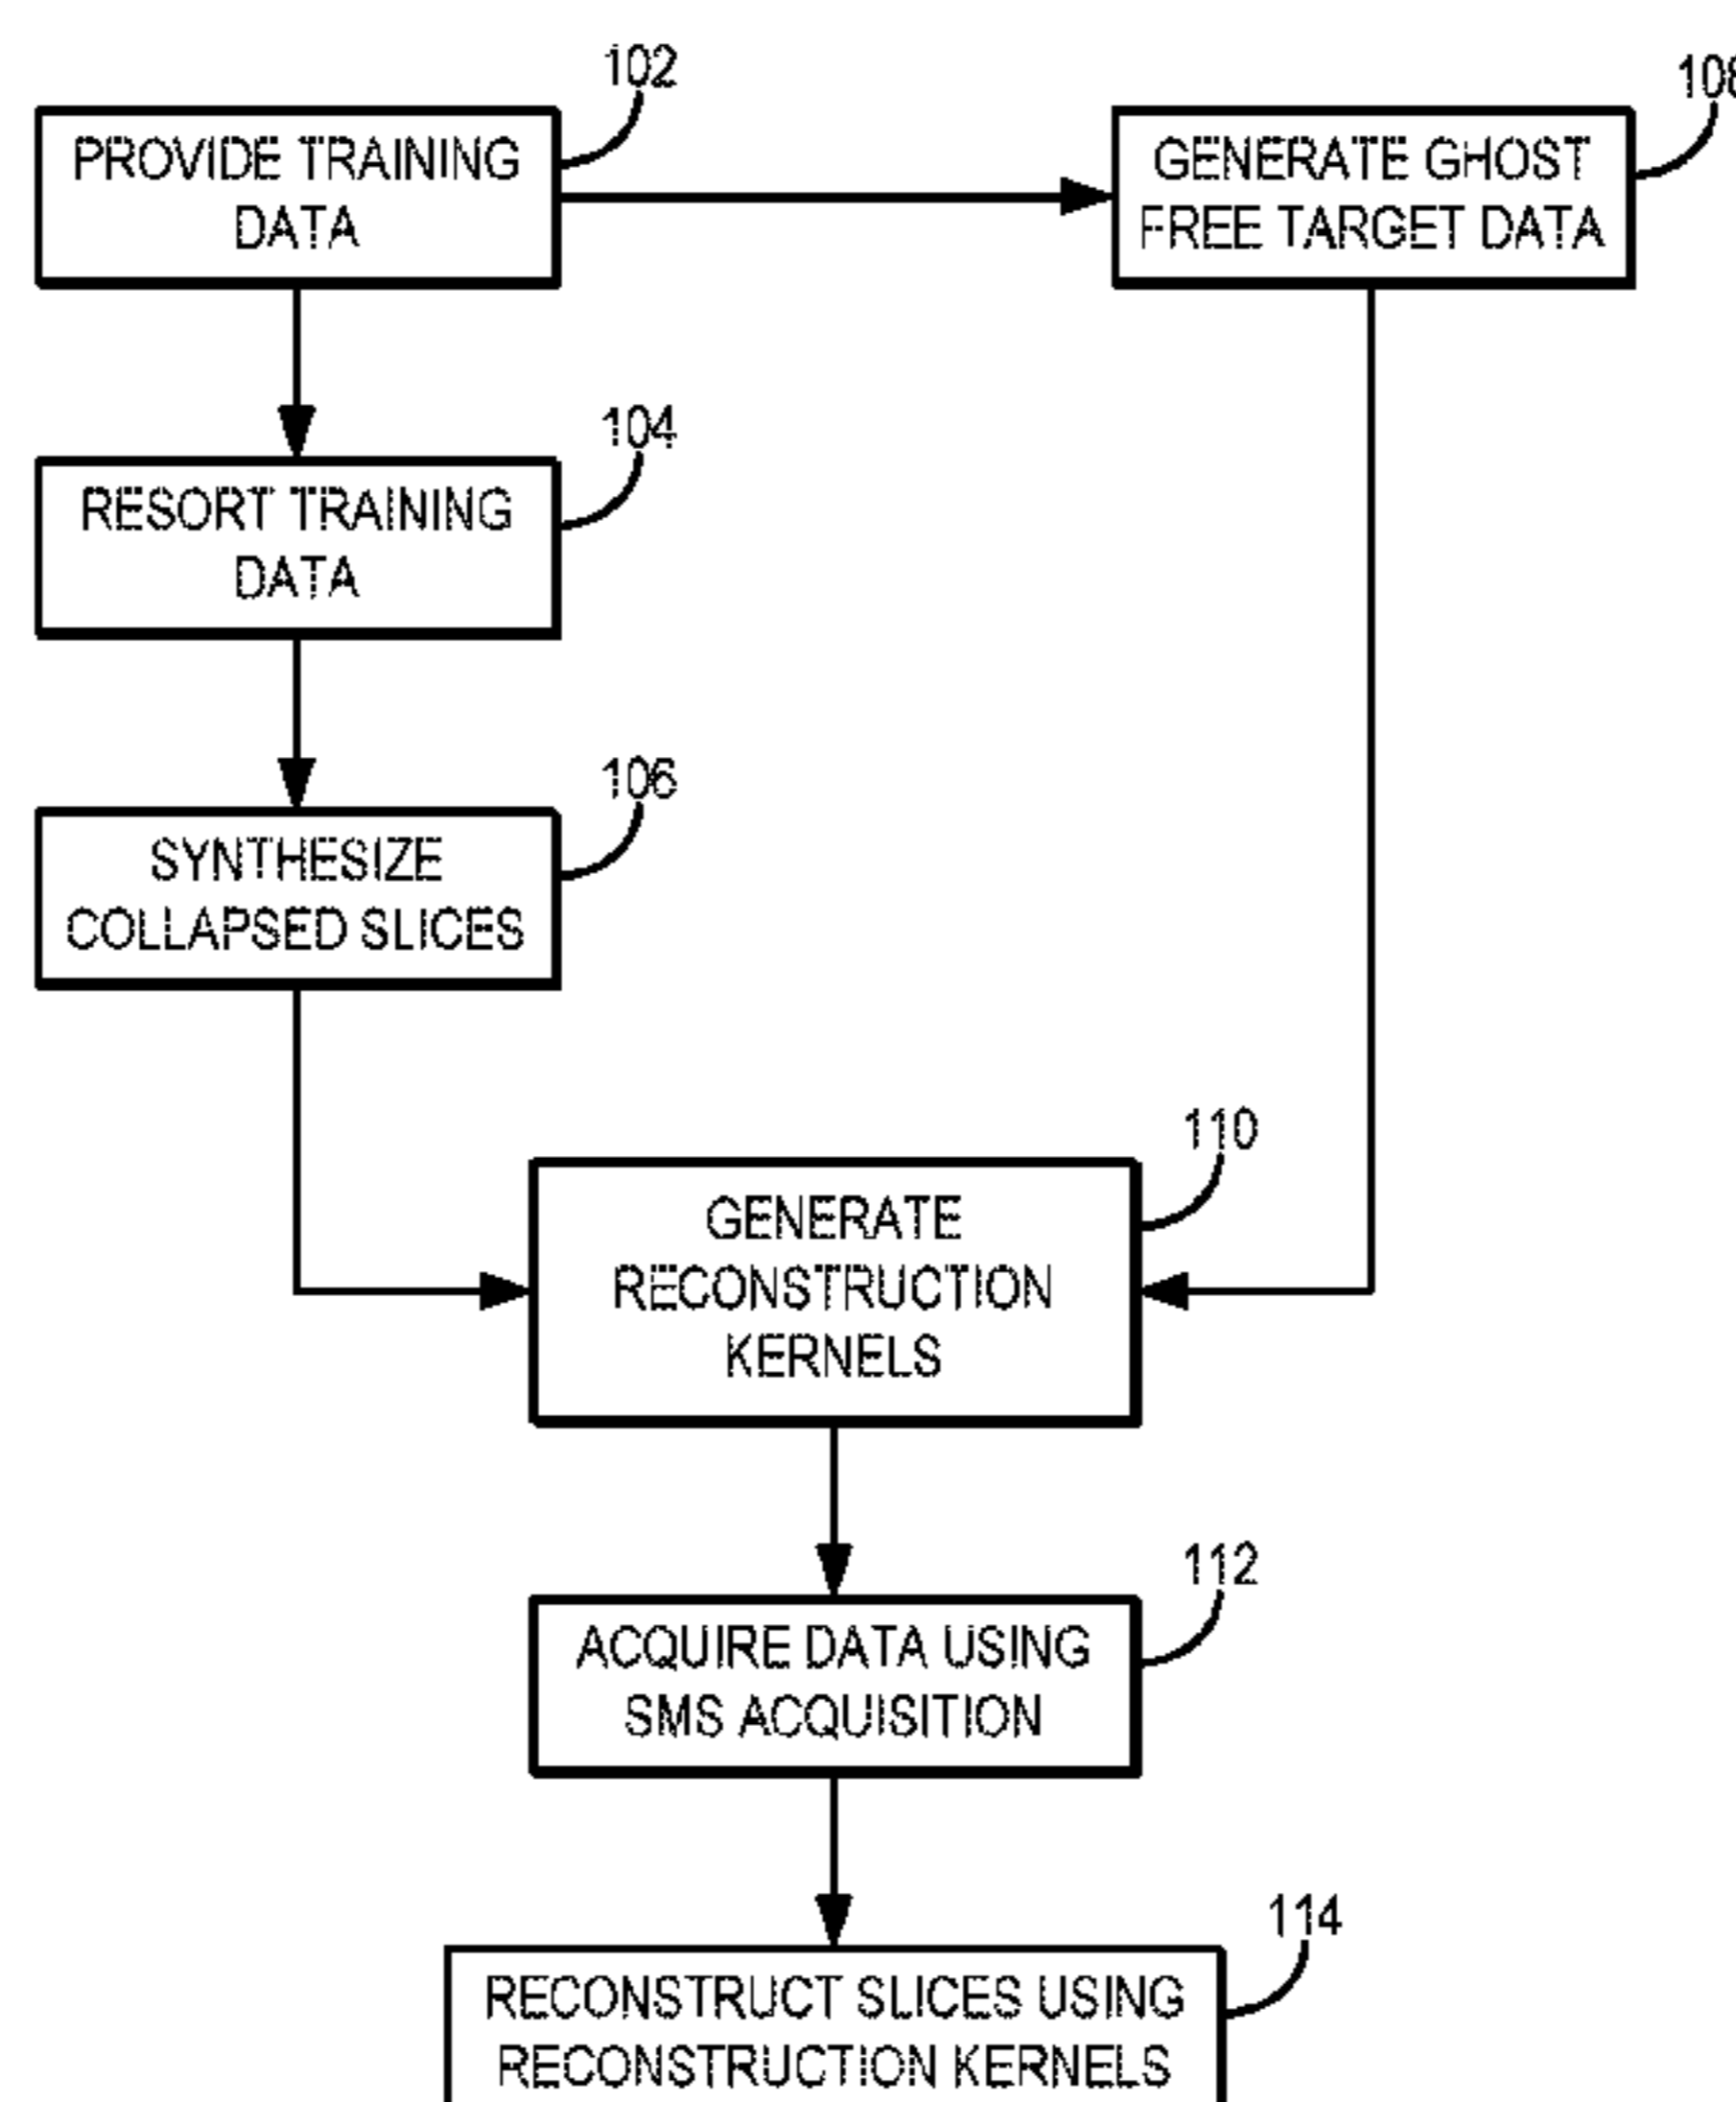 102
PROVIDE TRAINING
DATA
108
GENERATE GHOST
FREE TARGET DATA
104
RESORT TRAINING
DATA
106
SYNTHESIZE
COLLAPSED SLICES
110
GENERATE
RECONSTRUCTION
KERNELS
112
ACQUIRE DATA USING
SMS ACQUISITION
114
RECONSTRUCT SLICES USING
RECONSTRUCTION KERNELS